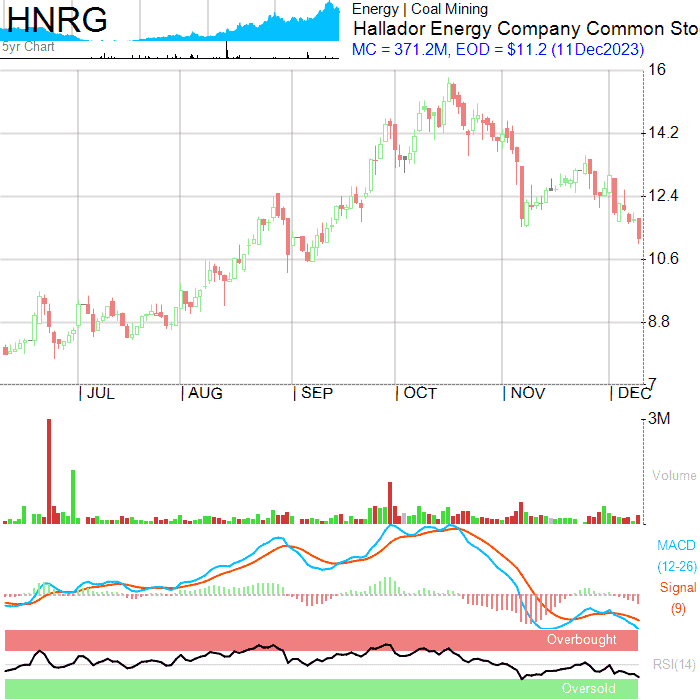 HNRG
5yr Chart
Energy | Coal Mining
Hallador Energy Company Common Sto
MC = 371.2M, EOD = $11.2 (11Dec2023)
16
14.2
12.4
10.6
8.8
7
JUL AUG SEP OCT NOV DEC
3M
Volume
MACD
(12-26)
Signal
(9)
Overbought
RSI(14)
Oversold